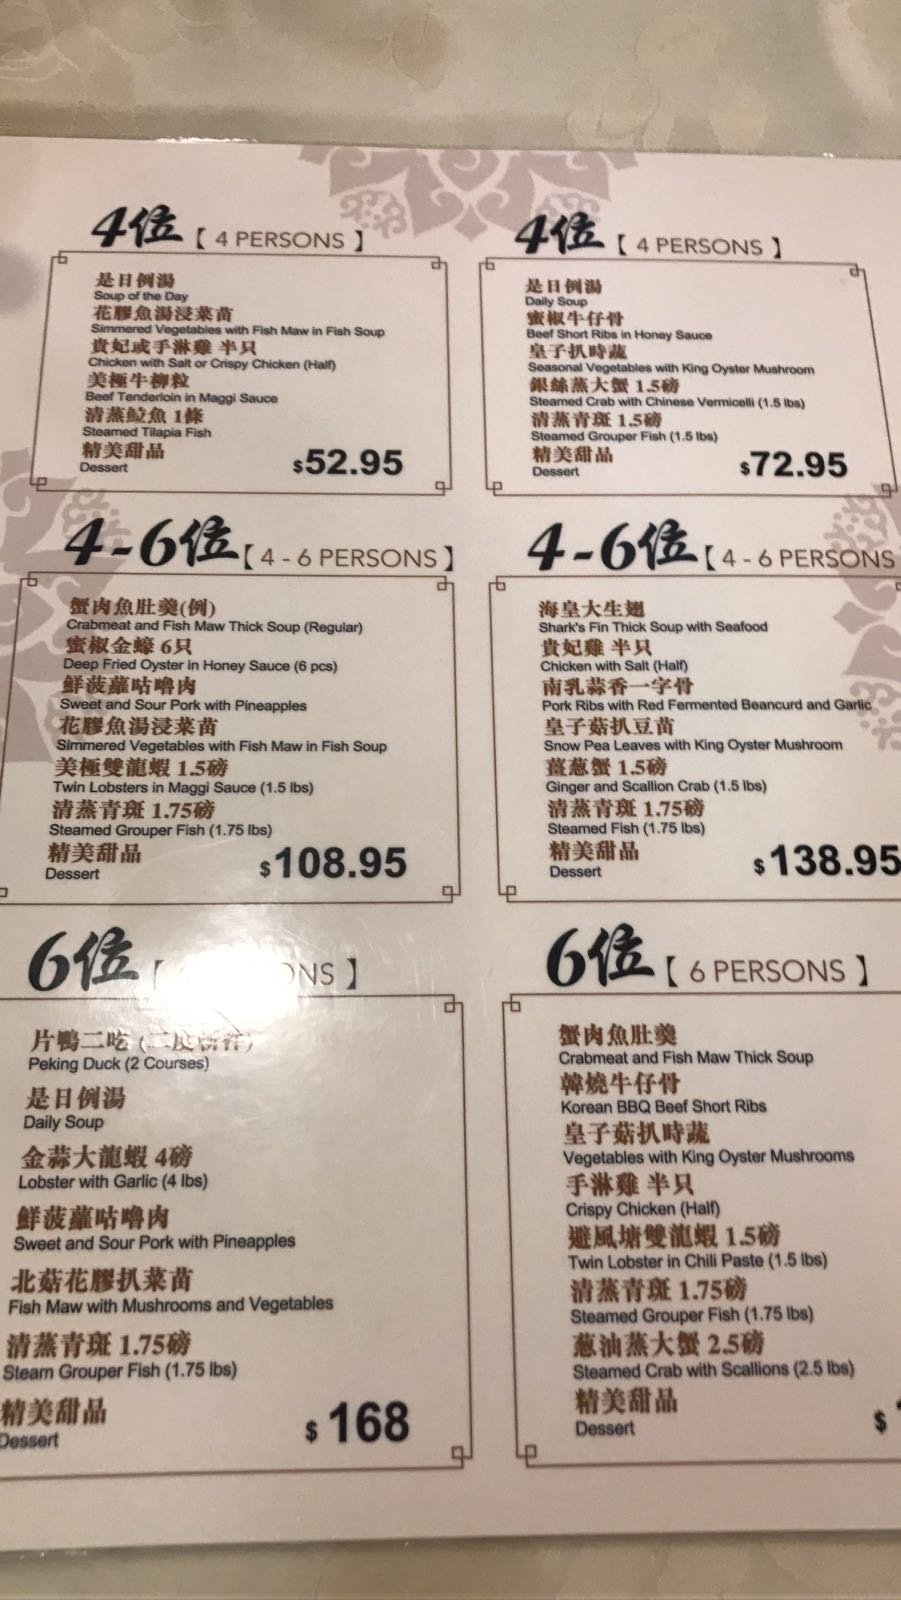 4位【 4 PERSONS 】
是日例湯
Soup of the Day
花膠魚湯浸菜苗
Simmered Vegetables with Fish Maw in Fish Soup
貴妃或手淋雞 半只
Chicken with Salt or Crispy Chicken (Half)
美極牛柳粒
Beef Tenderloin in Maggi Sauce
清蒸鯰魚 1條
Steamed Tilapia Fish
精美甜品
Dessert
$52.95
4位【 4 PERSONS 】
是日例湯
Daily Soup
蜜椒牛仔骨
Beef Short Ribs in Honey Sauce
皇子扒時蔬
Seasonal Vegetables with King Oyster Mushroom
銀絲蒸大蟹 1.5磅
Steamed Crab with Chinese Vermicelli (1.5 lbs)
清蒸青斑 1.5磅
Steamed Grouper Fish (1.5 lbs)
精美甜品
Dessert
$72.95
4-6位【 4 - 6 PERSONS 】
蟹肉魚肚羹(例)
Crabmeat and Fish Maw Thick Soup (Regular)
蜜椒金蠔 6只
Deep Fried Oyster in Honey Sauce (6 pcs)
鮮菠蘿咕嚕肉
Sweet and Sour Pork with Pineapples
花膠魚湯浸菜苗
Simmered Vegetables with Fish Maw in Fish Soup
美極雙龍蝦 1.5磅
Twin Lobsters in Maggi Sauce (1.5 lbs)
清蒸青斑 1.75磅
Steamed Grouper Fish (1.75 lbs)
精美甜品
Dessert
$108.95
4-6位【 4 - 6 PERSONS
海皇大生翅
Shark's Fin Thick Soup with Seafood
貴妃雞 半只
Chicken with Salt (Half)
南乳蒜香一字骨
Pork Ribs with Red Fermented Beancurd and Garlic
皇子菇扒豆苗
Snow Pea Leaves with King Oyster Mushroom
薑蔥蟹 1.5磅
Ginger and Scallion Crab (1.5 lbs)
清蒸青斑 1.75磅
Steamed Fish (1.75 lbs)
精美甜品
Dessert
$138.95
6位【 ONS 】
片鴨二吃
Peking Duck (2 Courses)
是日例湯
Daily Soup
金蒜大龍蝦 4磅
Lobster with Garlic (4 lbs)
鮮菠蘿咕嚕肉
Sweet and Sour Pork with Pineapples
北菇花膠扒菜苗
Fish Maw with Mushrooms and Vegetables
清蒸青斑 1.75磅
Steam Grouper Fish (1.75 lbs)
精美甜品
Dessert
$ 168
6位【 6 PERSONS 】
蟹肉魚肚羹
Crabmeat and Fish Maw Thick Soup
韓燒牛仔骨
Korean BBQ Beef Short Ribs
皇子菇扒時蔬
Vegetables with King Oyster Mushrooms
手淋雞 半只
Crispy Chicken (Half)
避風塘雙龍蝦 1.5磅
Twin Lobster in Chili Paste (1.5 lbs)
清蒸青斑 1.75磅
Steamed Grouper Fish (1.75 lbs)
蔥油蒸大蟹 2.5磅
Steamed Crab with Scallions (2.5 lbs)
精美甜品
Dessert
$